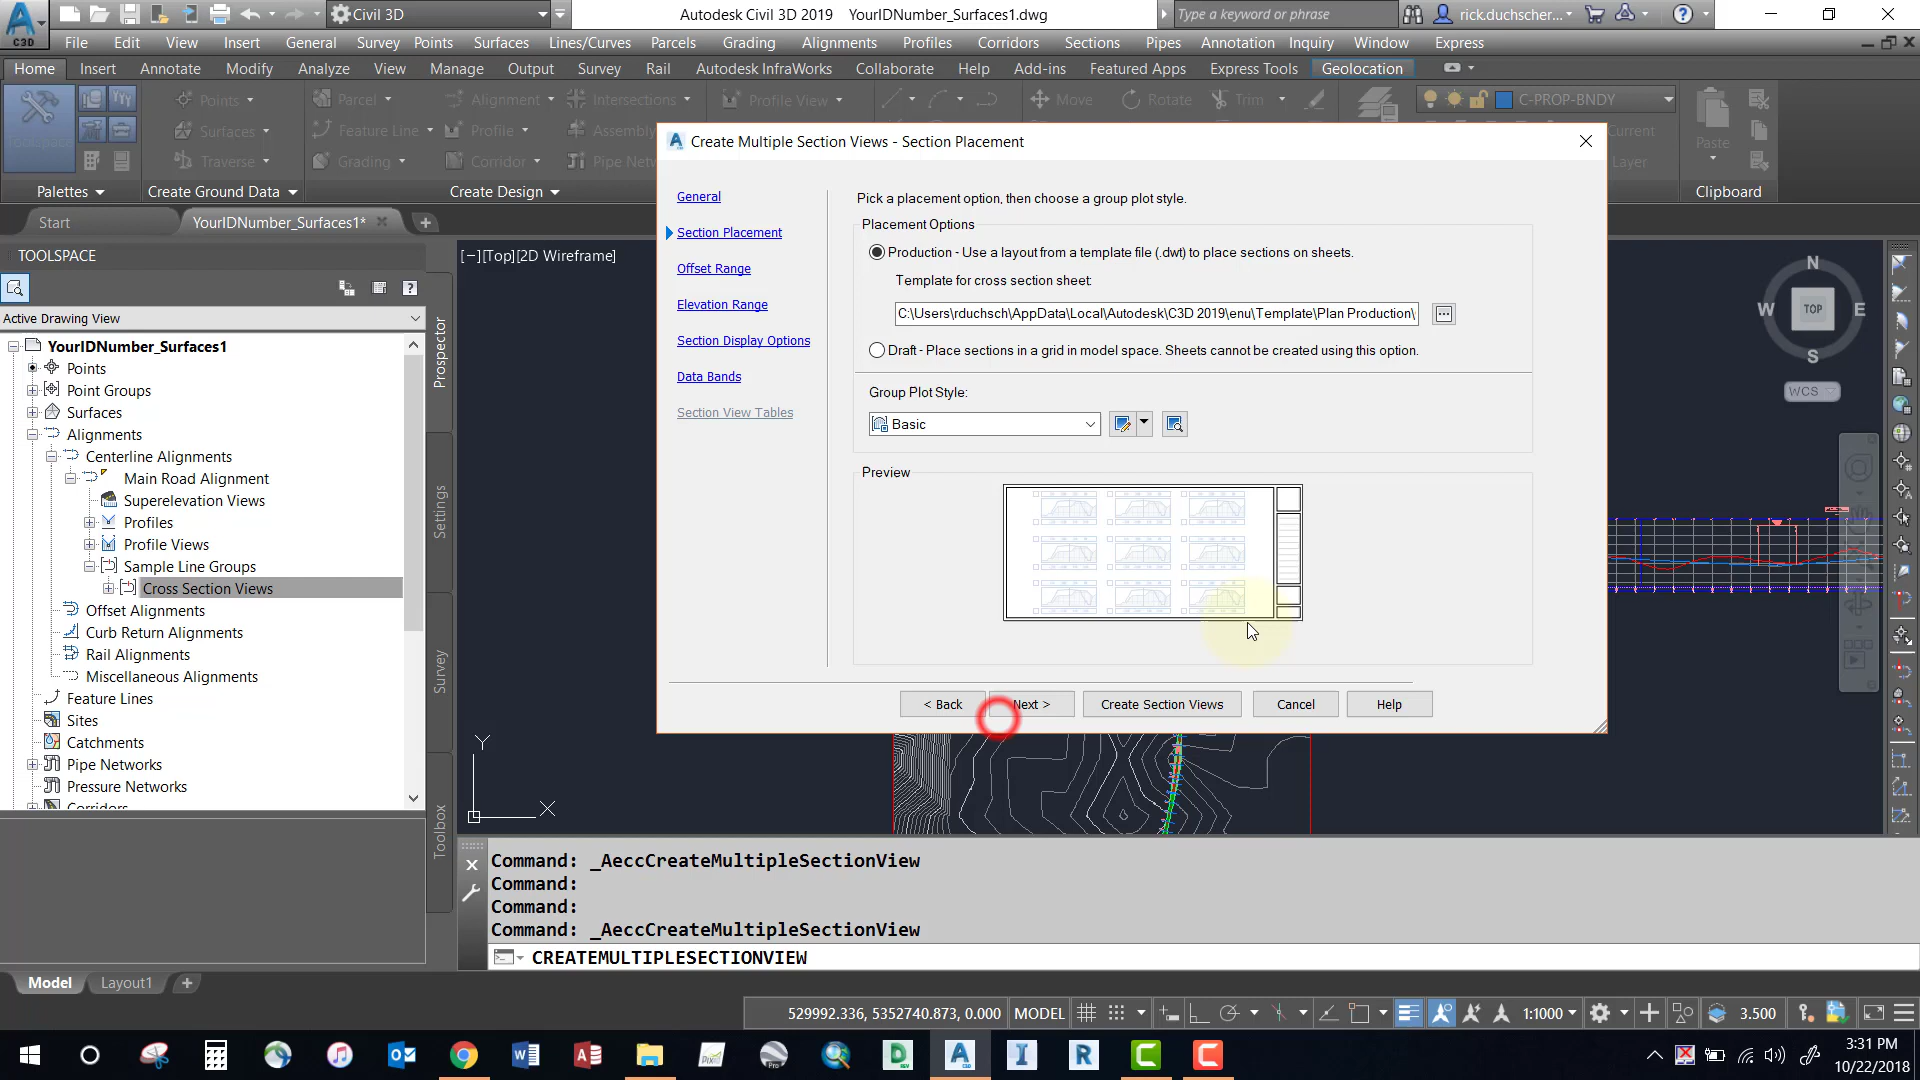 Civil 3D
Autodesk Civil 3D 2019 YourIDNumber_Surfaces1.dwg
Type a keyword or phrase
rick.duchscher...
C3D
File Edit View Insert General Survey Points Surfaces Lines/Curves Parcels Grading Alignments Profiles Corridors Sections Pipes Annotation Inquiry Window Express
Home Insert Annotate Modify Analyze View Manage Output Survey Rail Autodesk InfraWorks Collaborate Help Add-ins Featured Apps Express Tools Geolocation
Points Parcel Alignment Intersections Profile View Move Rotate Trim C-PROP-BNDY
Surfaces Feature Line Profile Assembly Current Paste
Traverse Grading Corridor Pipe Layer
Palettes Create Ground Data Create Design Clipboard
Start YourIDNumber_Surfaces1*
TOOLSPACE
Active Drawing View
YourIDNumber_Surfaces1
Points
Point Groups
Surfaces
Alignments
Centerline Alignments
Main Road Alignment
Superelevation Views
Profiles
Profile Views
Sample Line Groups
Cross Section Views
Offset Alignments
Curb Return Alignments
Rail Alignments
Miscellaneous Alignments
Feature Lines
Sites
Catchments
Pipe Networks
Pressure Networks
Corridors
Prospector
Settings
Survey
Toolbox
[−][Top][2D Wireframe]
Create Multiple Section Views - Section Placement
General
Section Placement
Offset Range
Elevation Range
Section Display Options
Data Bands
Section View Tables
Pick a placement option, then choose a group plot style.
Placement Options
Production - Use a layout from a template file (.dwt) to place sections on sheets.
Template for cross section sheet:
C:\Users\rduchsch\AppData\Local\Autodesk\C3D 2019\enu\Template\Plan Production\
Draft - Place sections in a grid in model space. Sheets cannot be created using this option.
Group Plot Style:
Basic
Preview
< Back Next > Create Section Views Cancel Help
N
W TOP E
S
WCS
Y
X
Command: _AeccCreateMultipleSectionView
Command:
Command:
Command: _AeccCreateMultipleSectionView
CREATEMULTIPLESECTIONVIEW
Model Layout1
529992.336, 5352740.873, 0.000 MODEL 1:1000 3.500
3:31 PM
10/22/2018